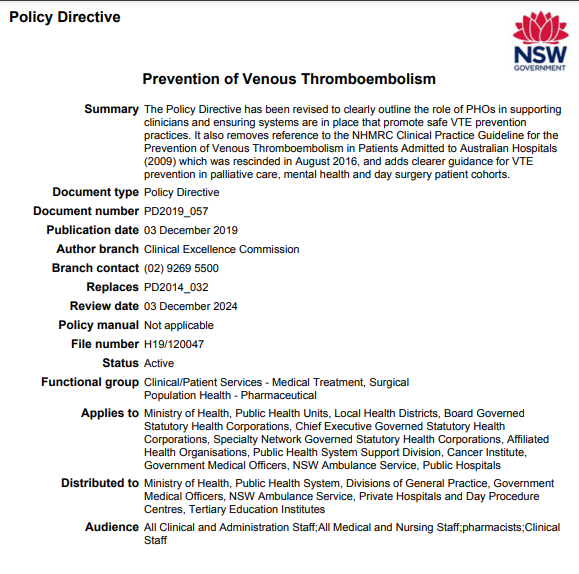 Policy Directive
NSW
GOVERNMENT
Prevention of Venous Thromboembolism
Summary The Policy Directive has been revised to clearly outline the role of PHOs in supporting
clinicians and ensuring systems are in place that promote safe VTE prevention
practices. It also removes reference to the NHMRC Clinical Practice Guideline for the
Prevention of Venous Thromboembolism in Patients Admitted to Australian Hospitals
(2009) which was rescinded in August 2016, and adds clearer guidance for VTE
prevention in palliative care, mental health and day surgery patient cohorts.
Document type Policy Directive
Document number PD2019_057
Publication date 03 December 2019
Author branch Clinical Excellence Commission
Branch contact (02) 9269 5500
Replaces PD2014_032
Review date 03 December 2024
Policy manual Not applicable
File number H19/120047
Status Active
Functional group Clinical/Patient Services - Medical Treatment, Surgical
Population Health - Pharmaceutical
Applies to Ministry of Health, Public Health Units, Local Health Districts, Board Governed
Statutory Health Corporations, Chief Executive Governed Statutory Health
Corporations, Specialty Network Governed Statutory Health Corporations, Affiliated
Health Organisations, Public Health System Support Division, Cancer Institute,
Government Medical Officers, NSW Ambulance Service, Public Hospitals
Distributed to Ministry of Health, Public Health System, Divisions of General Practice, Government
Medical Officers, NSW Ambulance Service, Private Hospitals and Day Procedure
Centres, Tertiary Education Institutes
Audience All Clinical and Administration Staff;All Medical and Nursing Staff;pharmacists;Clinical
Staff